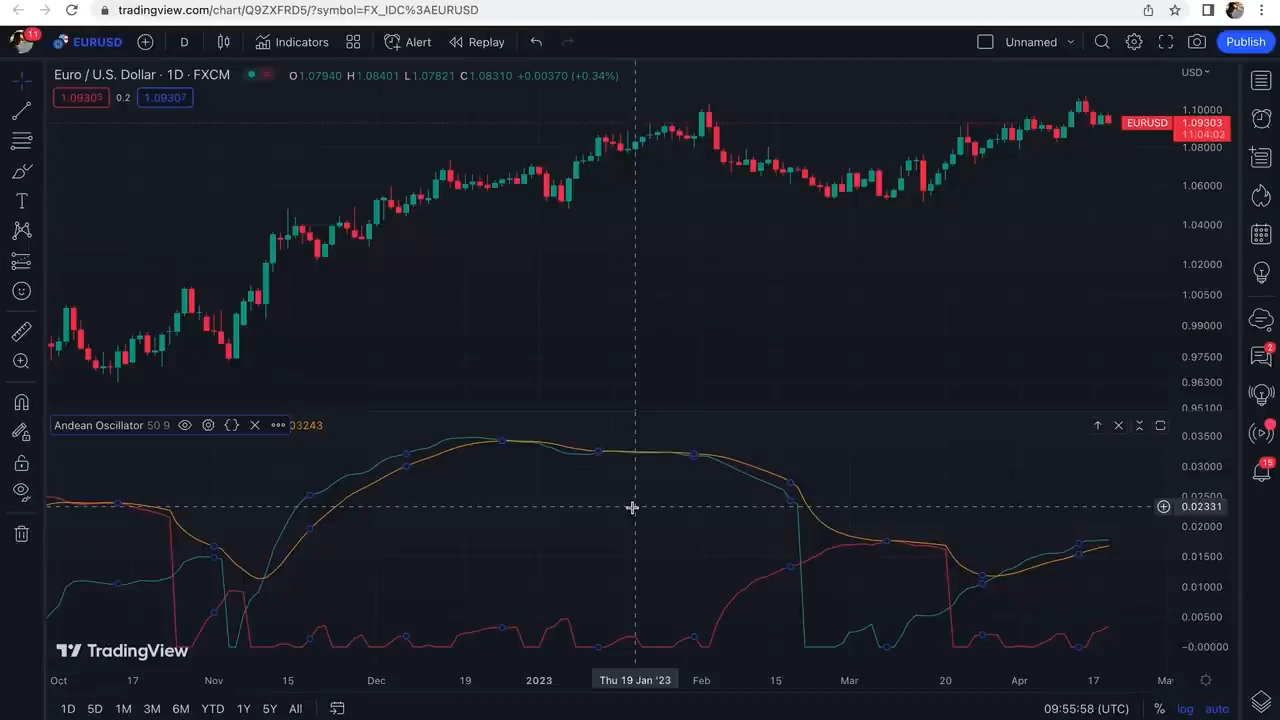 tradingview.com/chart/Q9ZXFRD5/?symbol=FX_IDC%3AEURUSD
11 EURUSD D Indicators Alert Replay Unnamed Publish
Euro / U.S. Dollar · 1D · FXCM O1.07940 H1.08401 L1.07821 C1.08310 +0.00370 (+0.34%)
USD
1.09305 0.2 1.09307
1.10000
EURUSD 1.09303
11:04:02
1.08000
1.06000
1.04000
1.02000
1.00500
0.99000
0.97500
0.96300
0.95100
Andean Oscillator 50 9 03243
0.03500
0.03000
0.02500
0.02331
0.02000
0.01500
0.01000
0.00500
−0.00000
2
15
TradingView
Oct 17 Nov 15 Dec 19 2023 Thu 19 Jan '23 Feb 15 Mar 20 Apr 17 May
1D 5D 1M 3M 6M YTD 1Y 5Y All 09:55:58 (UTC) % log auto